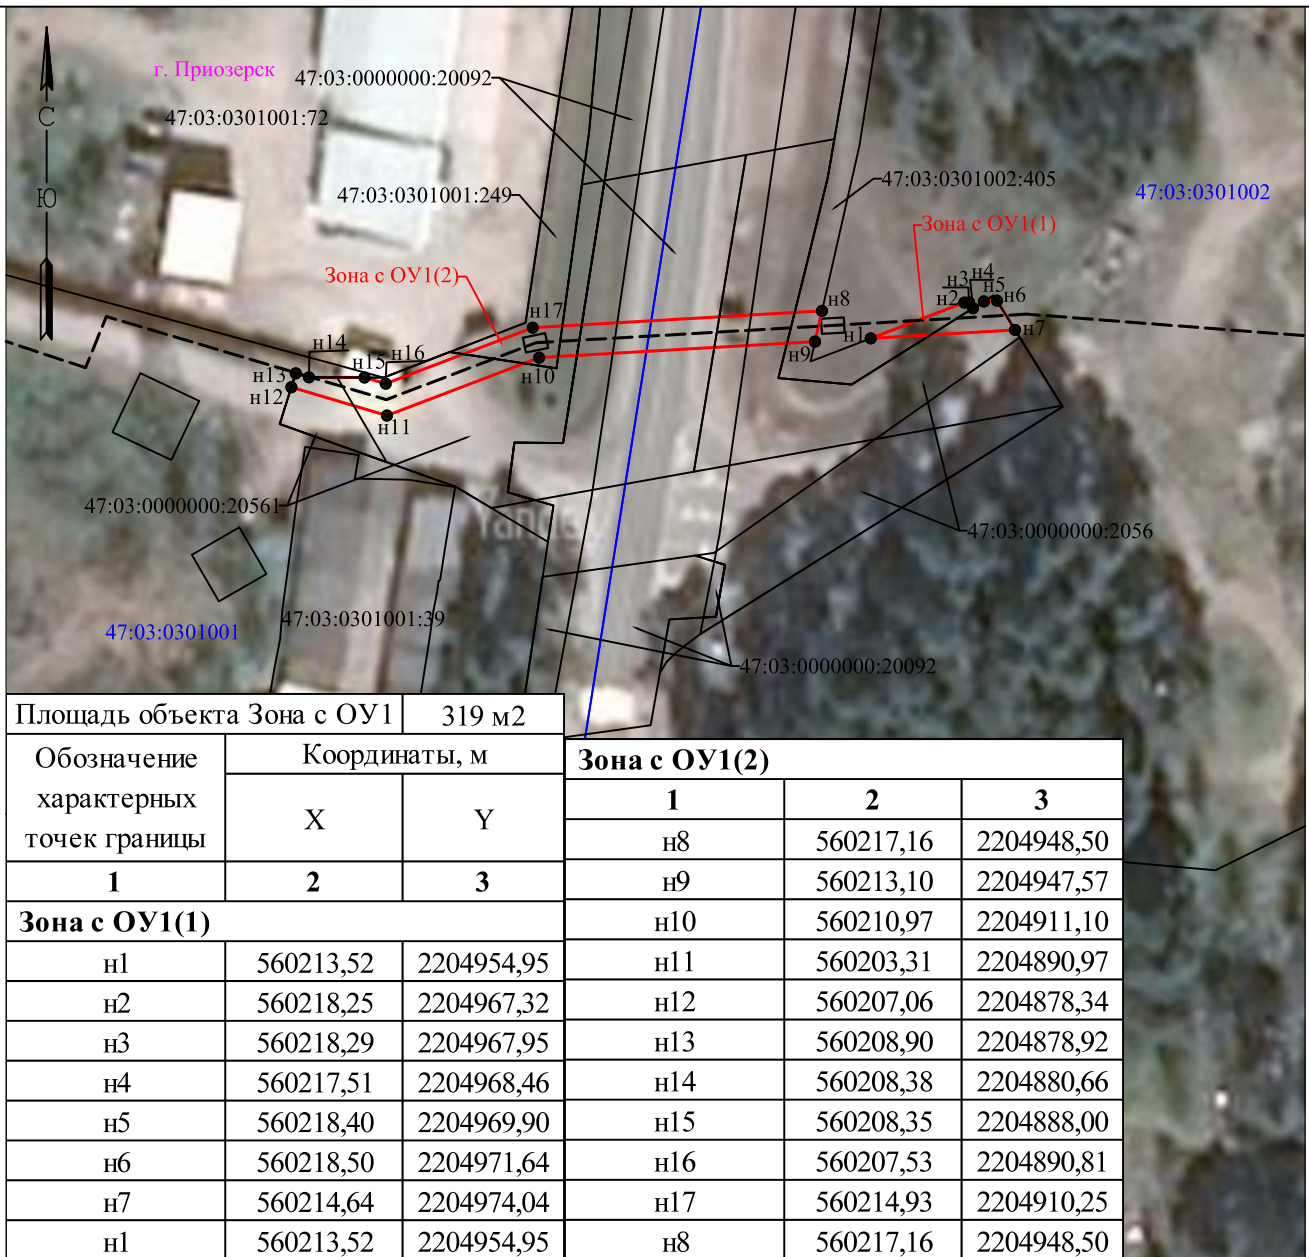 г. Приозерск
47:03:0000000:20092
47:03:0301001:72
С
Ю
47:03:0301001:249
47:03:0301002:405
47:03:0301002
Зона с ОУ1(1)
Зона с ОУ1(2)
н17
н8
н3
н4
н2
н5
н6
н1
н7
н9
н14
н15
н16
н10
н13
н12
н11
47:03:0000000:20561
47:03:0000000:2056
47:03:0301001
47:03:0301001:39
47:03:0000000:20092
Площадь объекта Зона с ОУ1 319 м2
Обозначение характерных точек границы Координаты, м
X Y
1 2 3
Зона с ОУ1(1)
н1 560213,52 2204954,95
н2 560218,25 2204967,32
н3 560218,29 2204967,95
н4 560217,51 2204968,46
н5 560218,40 2204969,90
н6 560218,50 2204971,64
н7 560214,64 2204974,04
н1 560213,52 2204954,95
Зона с ОУ1(2)
1 2 3
н8 560217,16 2204948,50
н9 560213,10 2204947,57
н10 560210,97 2204911,10
н11 560203,31 2204890,97
н12 560207,06 2204878,34
н13 560208,90 2204878,92
н14 560208,38 2204880,66
н15 560208,35 2204888,00
н16 560207,53 2204890,81
н17 560214,93 2204910,25
н8 560217,16 2204948,50